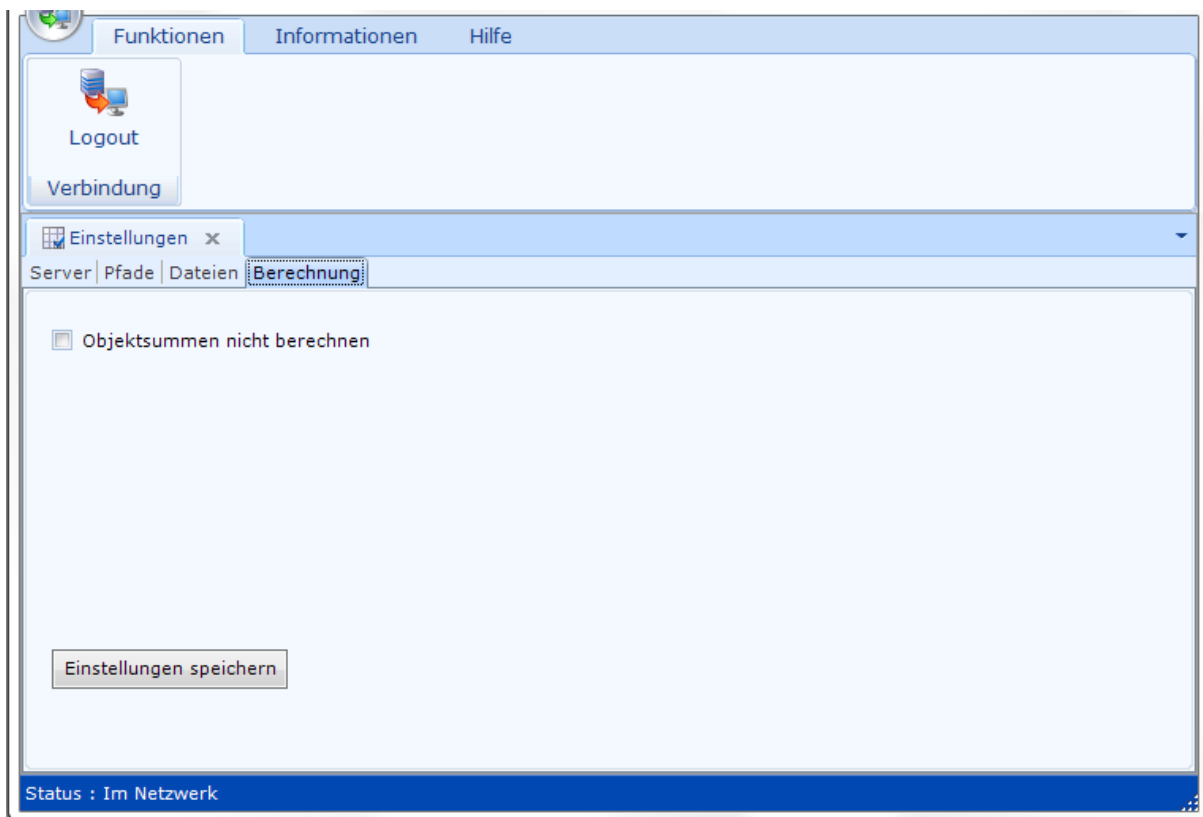 Funktionen Informationen Hilfe
Logout
Verbindung
Einstellungen
Server Pfade Dateien Berechnung
Objektsummen nicht berechnen
Einstellungen speichern
Status : Im Netzwerk